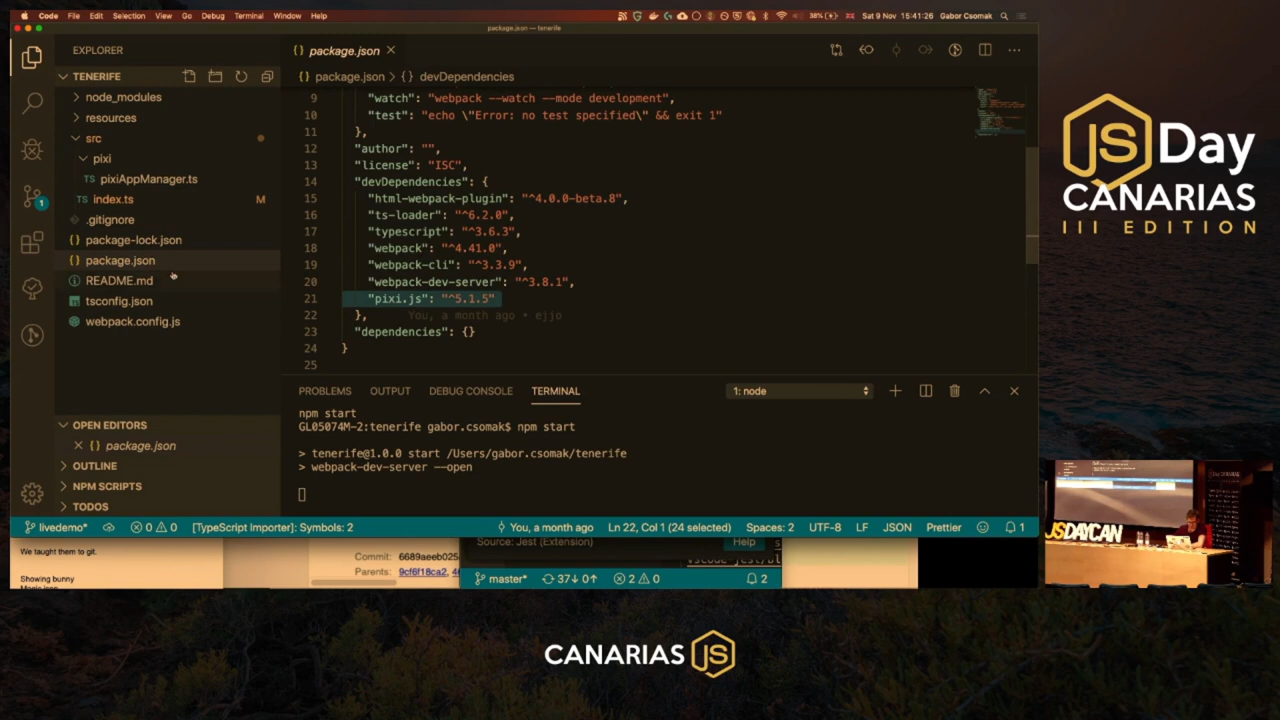 Code File Edit Selection View Go Debug Terminal Window Help
38% Sat 9 Nov 15:41:26 Gabor Csomak
package.json — tenerife
EXPLORER
TENERIFE
node_modules
resources
src
pixi
TS pixiAppManager.ts
TS index.ts M
.gitignore
{} package-lock.json
{} package.json
README.md
tsconfig.json
webpack.config.js
OPEN EDITORS
{} package.json
OUTLINE
NPM SCRIPTS
TODOS
1
{} package.json
{} package.json > {} devDependencies
9 "watch": "webpack --watch --mode development",
10 "test": "echo \"Error: no test specified\" && exit 1"
11 },
12 "author": "",
13 "license": "ISC",
14 "devDependencies": {
15 "html-webpack-plugin": "^4.0.0-beta.8",
16 "ts-loader": "^6.2.0",
17 "typescript": "^3.6.3",
18 "webpack": "^4.41.0",
19 "webpack-cli": "^3.3.9",
20 "webpack-dev-server": "^3.8.1",
21 "pixi.js": "^5.1.5"
22 }, You, a month ago • ejjo
23 "dependencies": {}
24 }
25
PROBLEMS OUTPUT DEBUG CONSOLE TERMINAL 1: node
npm start
GL05074M-2:tenerife gabor.csomak$ npm start
> tenerife@1.0.0 start /Users/gabor.csomak/tenerife
> webpack-dev-server --open
livedemo* 0 0 [TypeScript Importer]: Symbols: 2 You, a month ago Ln 22, Col 1 (24 selected) Spaces: 2 UTF-8 LF JSON Prettier 1
We taught them to git.
Showing bunny
Commit: 6689aeeb025
Parents: 9cf6f18ca2,
Source: Jest (Extension) Help
master* 37↓ 0↑ 2 0 2
JS Day
CANARIAS
III EDITION
JSDAYCAN
CANARIAS JS